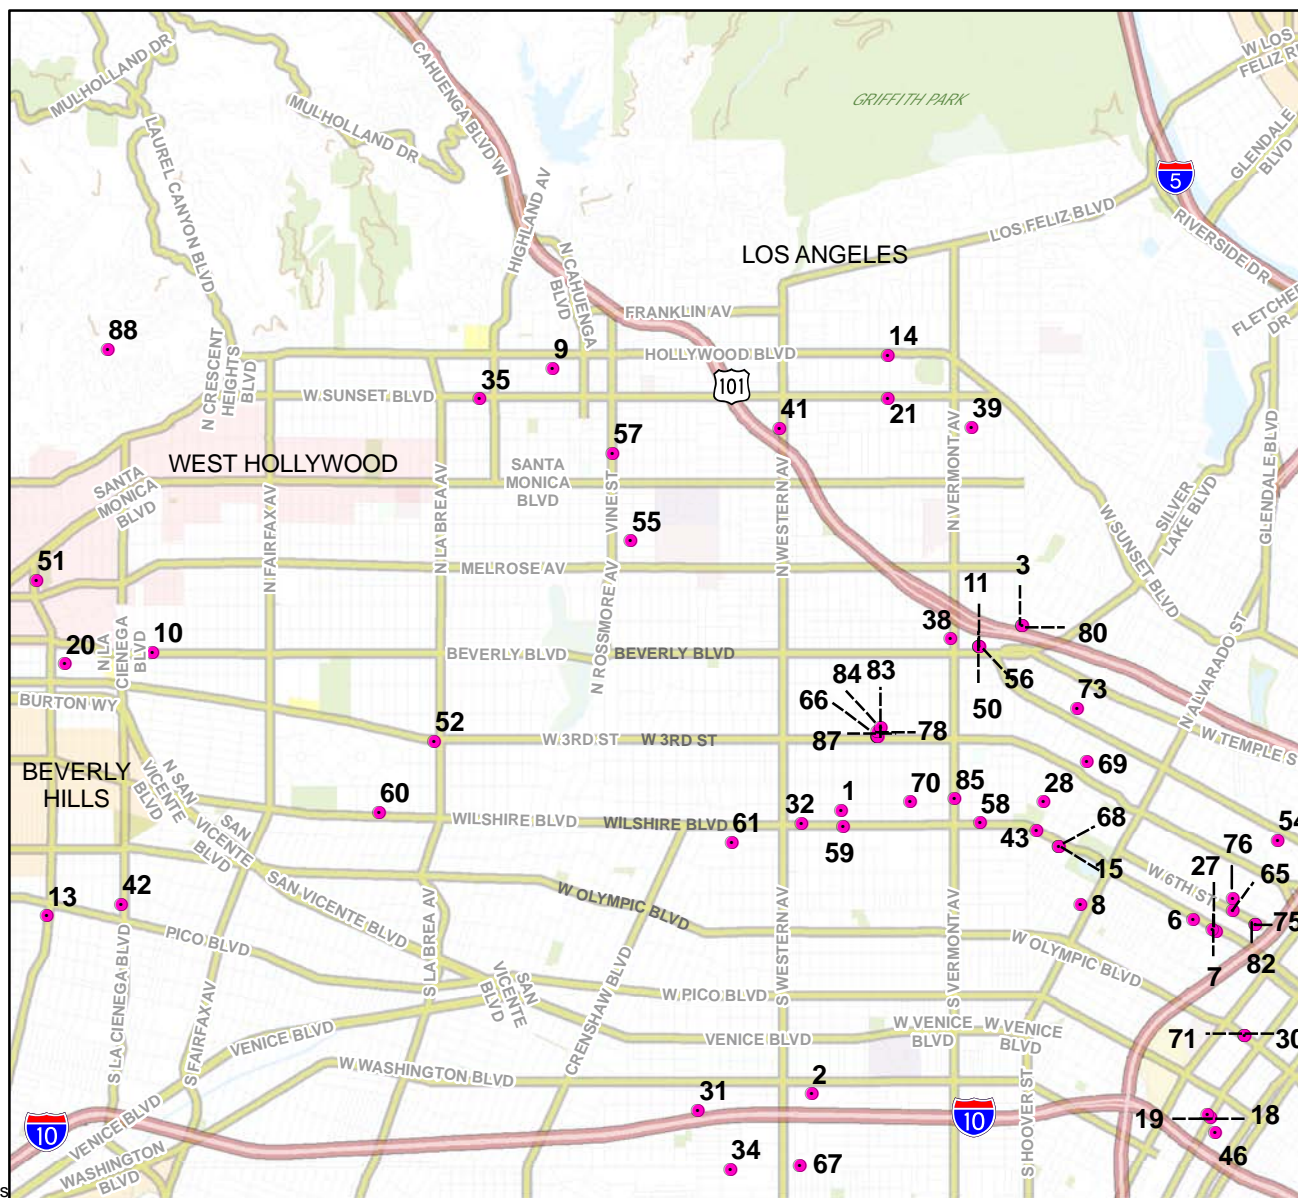 MULHOLLAND DR
CAHUENGA BLVD W
W LOS
FELIZ
GRIFFITH PARK
MULHOLLAND DR
LAUREL CANYON BLVD
GLENDALE
BLVD
5
HIGHLAND AV
LOS FELIZ BLVD
RIVERSIDE DR
N CAHUENGA
BLVD
LOS ANGELES
FLETCHER
DR
FRANKLIN AV
88
9
14
HOLLYWOOD BLVD
N CRESCENT
HEIGHTS
BLVD
35
101
W SUNSET BLVD
41
21
39
57
WEST HOLLYWOOD
SANTA
MONICA
BLVD
SANTA
MONICA
BLVD
N FAIRFAX AV
N LA BREA AV
VINE ST
N WESTERN AV
N VERMONT AV
W SUNSET BLVD
SILVER
LAKE BLVD
GLENDALE BLVD
55
51
MELROSE AV
11
3
38
80
20
N LA
CIENEGA
BLVD
10
BEVERLY BLVD
BEVERLY BLVD
N ROSSMORE AV
84
83
56
50
73
N ALVARADO ST
66
BURTON WY
52
W 3RD ST
W 3RD ST
87
78
W TEMPLE S
BEVERLY
HILLS
N SAN
VICENTE
BLVD
69
60
1
70
85
28
32
58
68
WILSHIRE BLVD
WILSHIRE BLVD
61
59
43
54
SAN
VICENTE
BLVD
15
76
27
65
W 6TH ST
13
42
SAN VICENTE BLVD
W OLYMPIC BLVD
8
6
75
PICO BLVD
W OLYMPIC BLVD
82
7
S LA CIENEGA BLVD
S FAIRFAX AV
S LA BREA AV
SAN
VICENTE
BLVD
CRENSHAW BLVD
S WESTERN AV
S VERMONT AV
W PICO BLVD
VENICE BLVD
VENICE BLVD
W VENICE
BLVD
W VENICE
BLVD
71
30
W WASHINGTON BLVD
31
2
S HOOVER ST
10
10
19
18
VENICE BLVD
WASHINGTON
BLVD
34
67
46
S